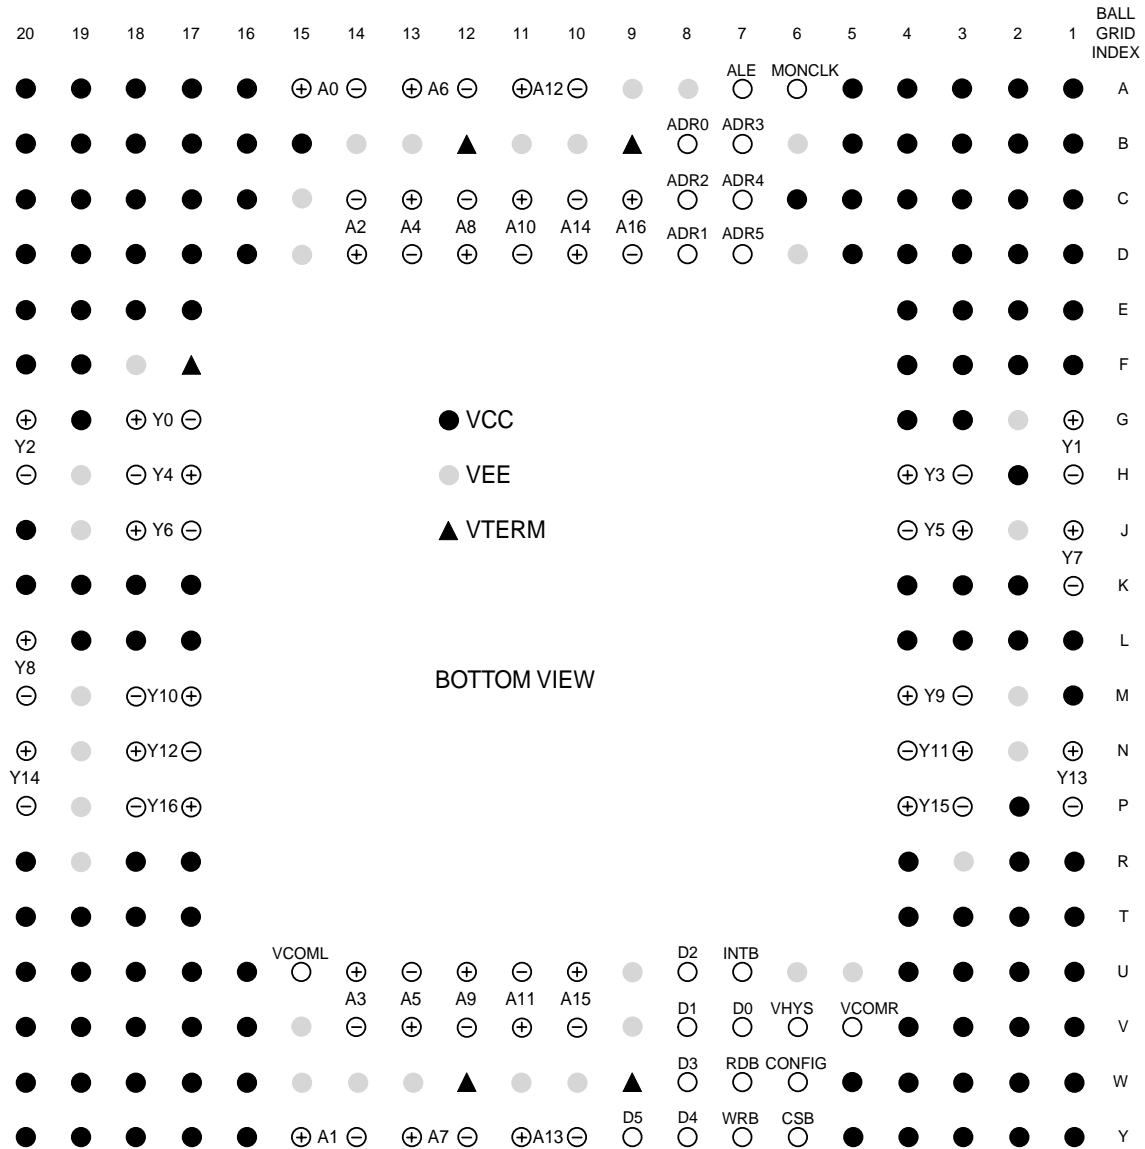 BALL
20 19 18 17 16 15 14 13 12 11 10 9 8 7 6 5 4 3 2 1 GRID
INDEX
ALE MONCLK
A0 A6 A12 A
ADR0 ADR3
B
ADR2 ADR4
C
A2 A4 A8 A10 A14 A16 ADR1 ADR5
D
E
F
Y0 VCC G
Y2 Y1
Y4 VEE Y3 H
Y6 VTERM Y5 J
Y7
K
L
Y8 BOTTOM VIEW
Y10 Y9 M
Y12 Y11 N
Y14 Y13
Y16 Y15 P
R
T
VCOML D2 INTB
U
A3 A5 A9 A11 A15 D1 D0 VHYS VCOMR
V
D3 RDB CONFIG
W
D5 D4 WRB CSB
A1 A7 A13 Y